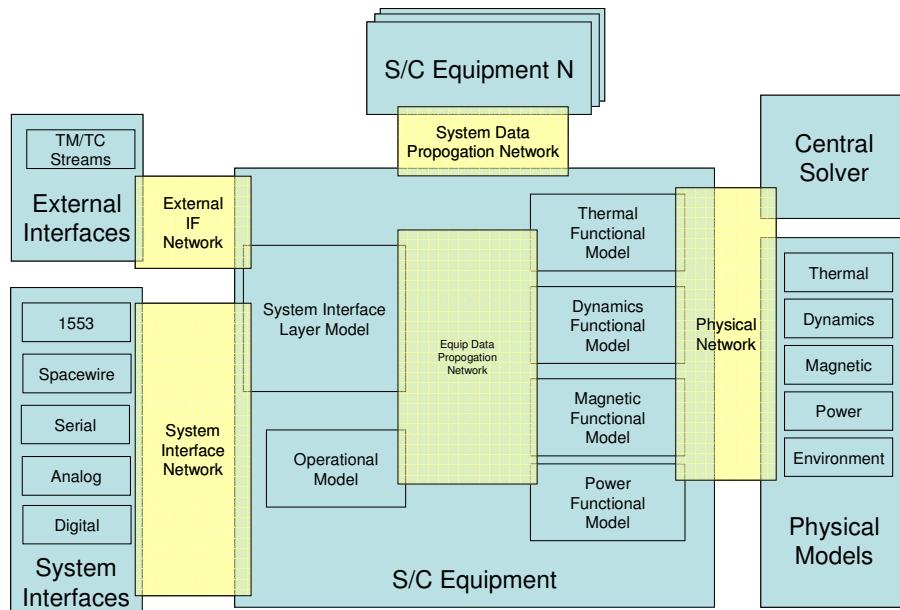 S/C Equipment N
System Data
Propogation Network
TM/TC
Streams
External
Interfaces
External
IF
Network
Central
Solver
Thermal
Functional
Model
System Interface
Layer Model
Dynamics
Functional Model
Equip Data
Propogation
Network
Physical
Network
Magnetic
Functional
Model
Operational
Model
Power
Functional
Model
S/C Equipment
1553
Spacewire
Serial
Analog
Digital
System
Interfaces
System
Interface
Network
Thermal
Dynamics
Magnetic
Power
Environment
Physical
Models